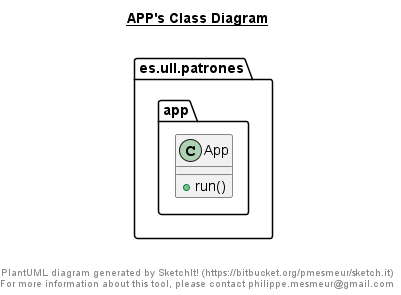 APP's Class Diagram
es.ull.patrones
app
C App
run()
PlantUML diagram generated by SketchIt! (https://bitbucket.org/pmesmeur/sketch.it)
For more information about this tool, please contact philippe.mesmeur@gmail.com